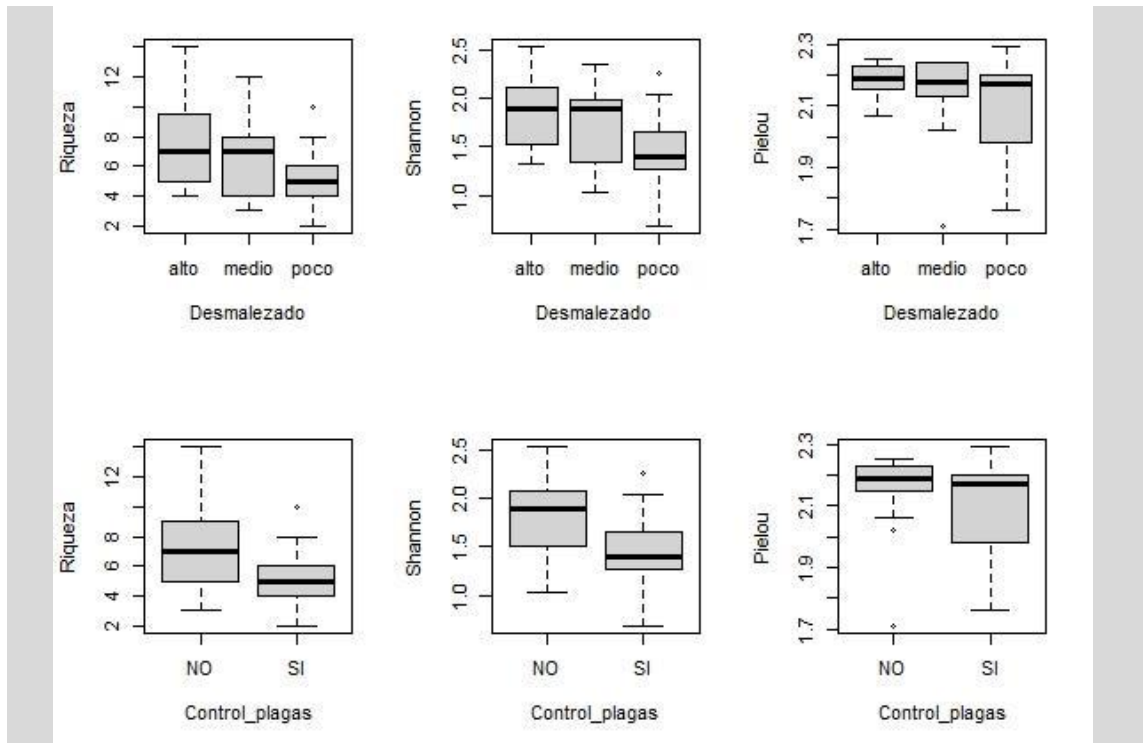 Riqueza
12
8
6
4
2
alto medio poco
Desmalezado
Shannon
2.5
2.0
1.5
1.0
alto medio poco
Desmalezado
Pielou
2.3
2.1
1.9
1.7
alto medio poco
Desmalezado
Riqueza
12
8
6
4
2
NO SI
Control_plagas
Shannon
2.5
2.0
1.5
1.0
NO SI
Control_plagas
Pielou
2.3
2.1
1.9
1.7
NO SI
Control_plagas